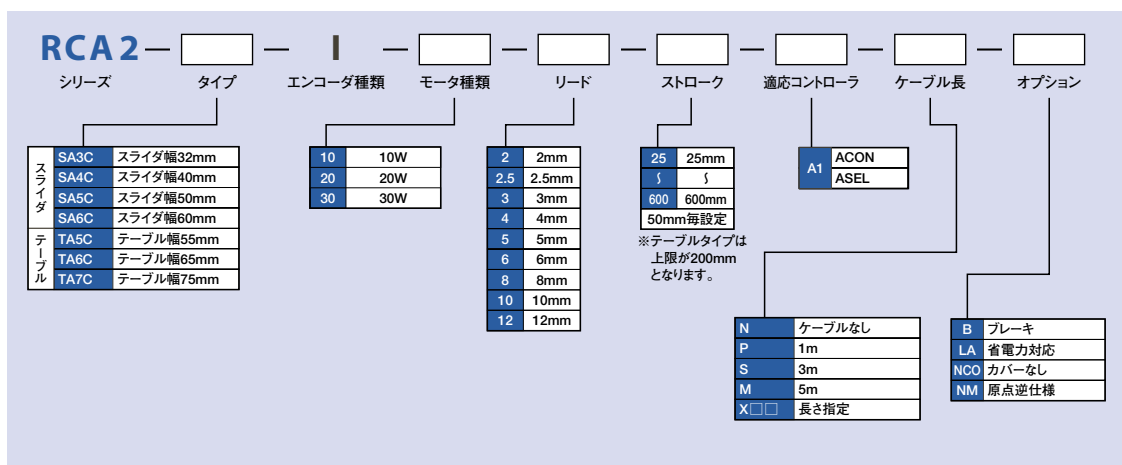 RCA2 — □ — I — □ — □ — □ — □ — □ — □
シリーズ タイプ エンコーダ種類 モータ種類 リード ストローク 適応コントローラ ケーブル長 オプション
スライダ
SA3C スライダ幅32mm
SA4C スライダ幅40mm
SA5C スライダ幅50mm
SA6C スライダ幅60mm
テーブル
TA5C テーブル幅55mm
TA6C テーブル幅65mm
TA7C テーブル幅75mm
10 10W
20 20W
30 30W
2 2mm
2.5 2.5mm
3 3mm
4 4mm
5 5mm
6 6mm
8 8mm
10 10mm
12 12mm
25 25mm
〜 〜
600 600mm
50mm毎設定
※テーブルタイプは
上限が200mm
となります。
A1 ACON
ASEL
N ケーブルなし
P 1m
S 3m
M 5m
X□□ 長さ指定
B ブレーキ
LA 省電力対応
NCO カバーなし
NM 原点逆仕様